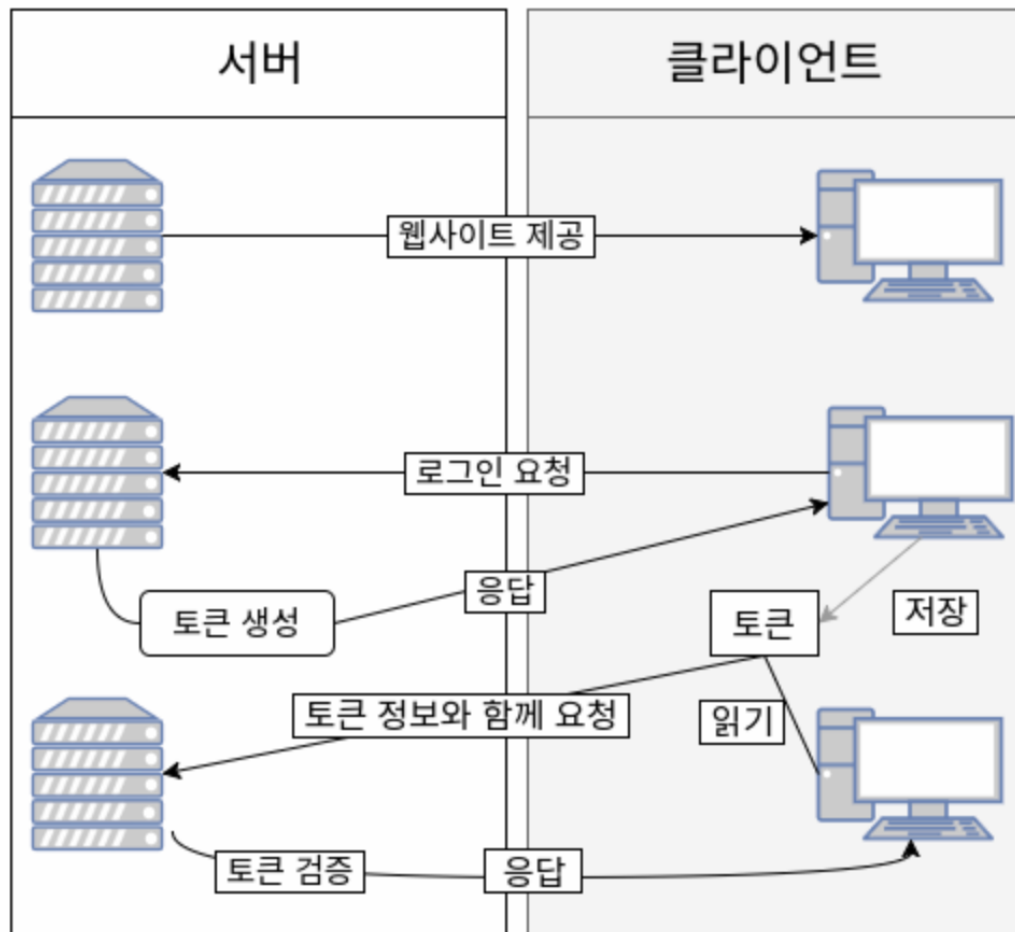 서버
클라이언트
웹사이트 제공
로그인 요청
응답
토큰 생성
토큰
저장
토큰 정보와 함께 요청
읽기
토큰 검증
응답